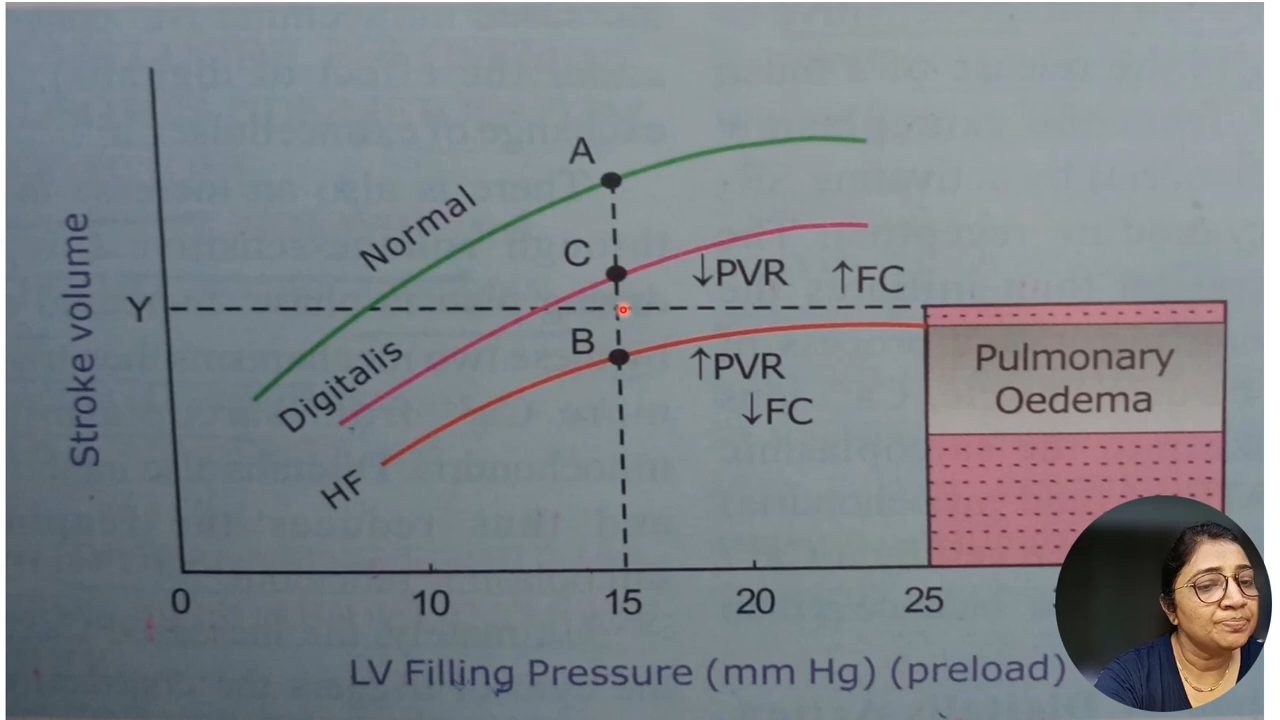 A
Normal
C
↓PVR ↑FC
Y
Stroke volume
B
Digitalis
↑PVR
↓FC
Pulmonary
Oedema
HF
0 10 15 20 25
LV Filling Pressure (mm Hg) (preload)